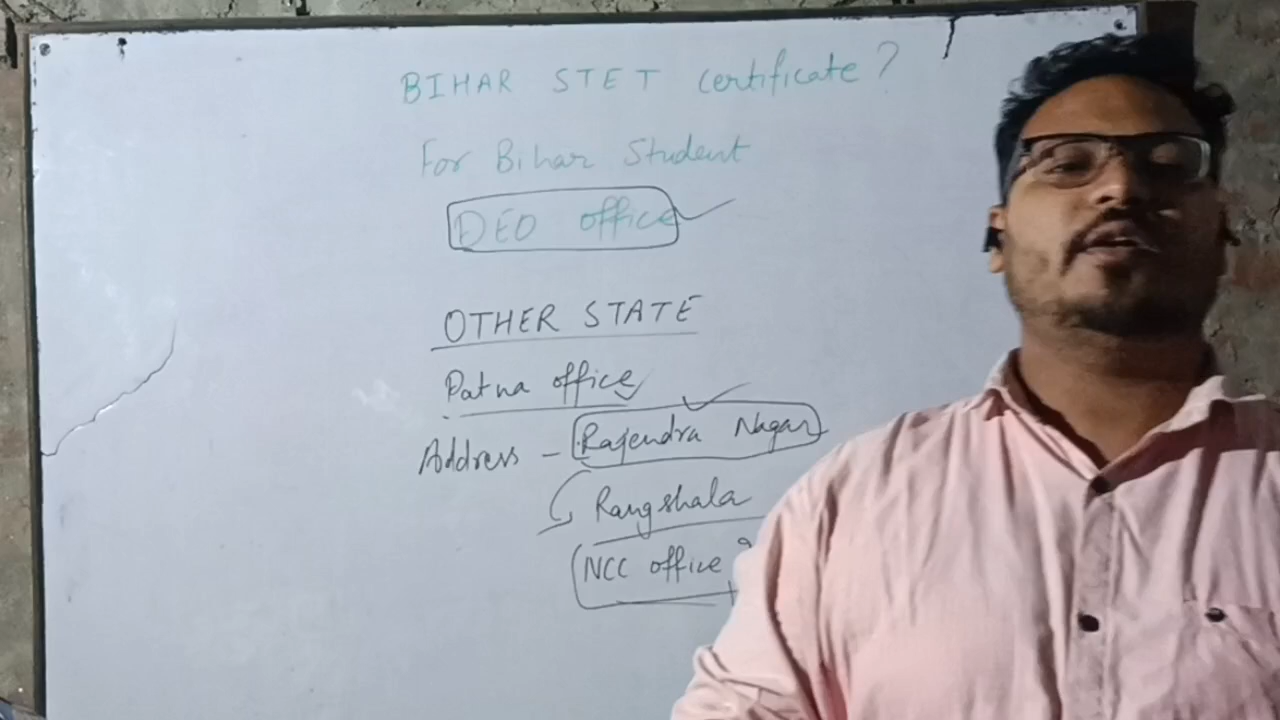 BIHAR STET certificate?
For Bihar Student
DEO office
OTHER STATE
Patna office
Address - Rajendra Nagar
Rangshala
(NCC office